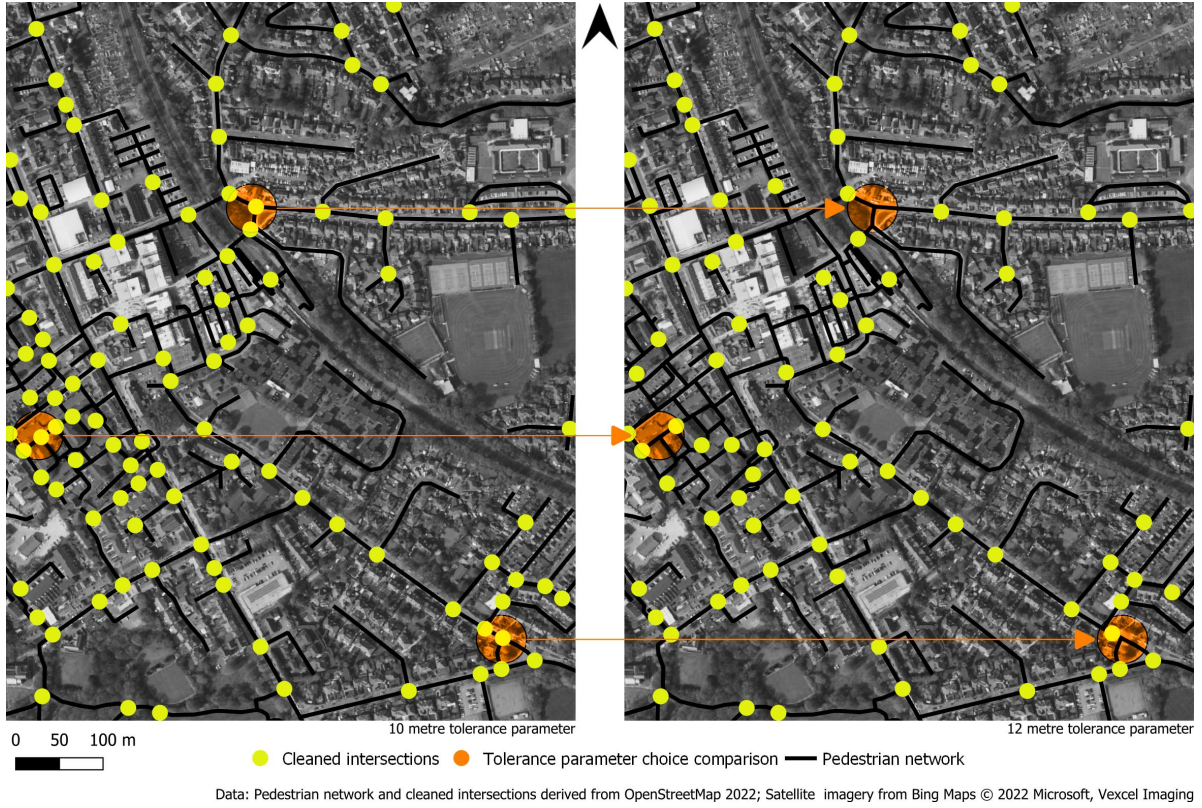 10 metre tolerance parameter
12 metre tolerance parameter
0 50 100 m
Cleaned intersections Tolerance parameter choice comparison Pedestrian network
Data: Pedestrian network and cleaned intersections derived from OpenStreetMap 2022; Satellite imagery from Bing Maps © 2022 Microsoft, Vexcel Imaging